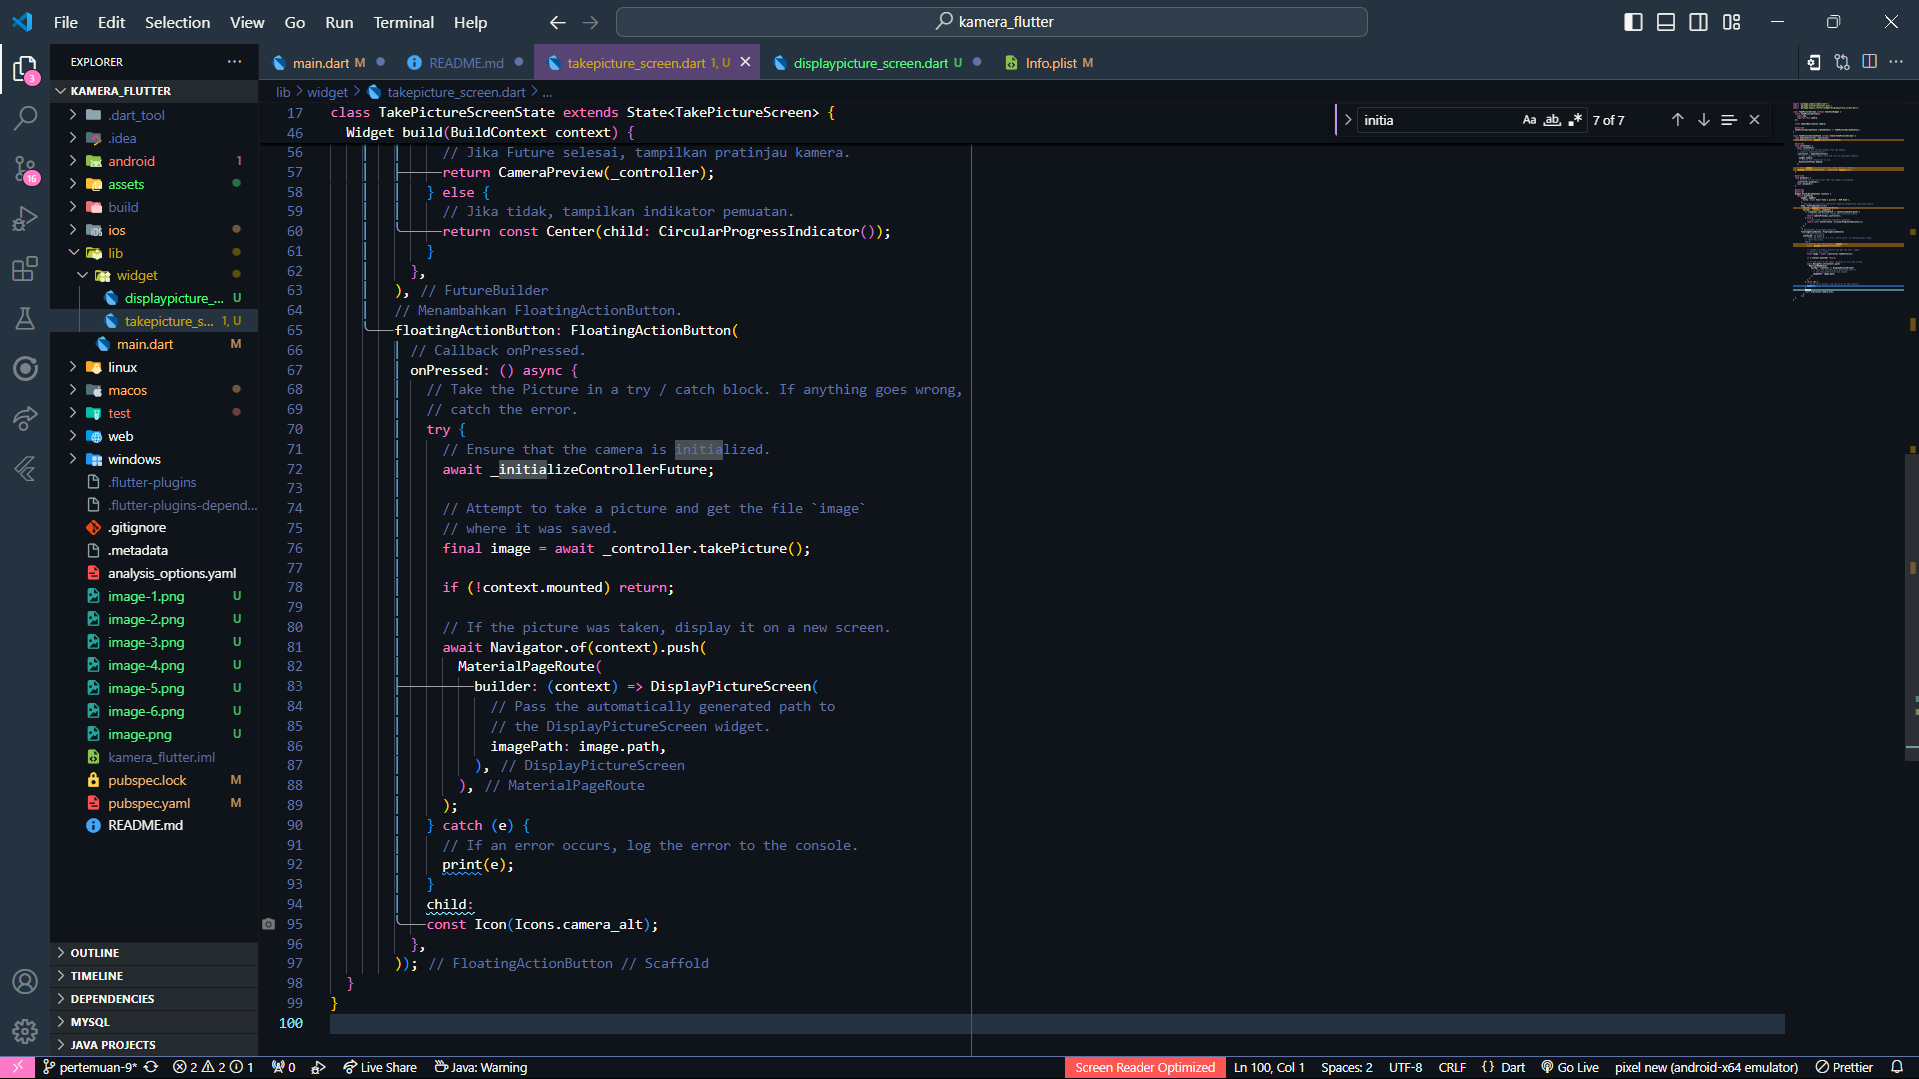 File Edit Selection View Go Run Terminal Help
kamera_flutter
EXPLORER
main.dart M
README.md
takepicture_screen.dart 1, U
displaypicture_screen.dart U
Info.plist M
KAMERA_FLUTTER
lib > widget > takepicture_screen.dart > ...
initia
Aa ab 7 of 7
.dart_tool
.idea
android 1
assets
build
ios
lib
widget
displaypicture_... U
takepicture_s... 1, U
main.dart M
linux
macos
test
web
windows
.flutter-plugins
.flutter-plugins-depend...
.gitignore
.metadata
analysis_options.yaml
image-1.png U
image-2.png U
image-3.png U
image-4.png U
image-5.png U
image-6.png U
image.png U
kamera_flutter.iml
pubspec.lock M
pubspec.yaml M
README.md
OUTLINE
TIMELINE
DEPENDENCIES
MYSQL
JAVA PROJECTS
3
16
17 class TakePictureScreenState extends State<TakePictureScreen> {
46 Widget build(BuildContext context) {
56 // Jika Future selesai, tampilkan pratinjau kamera.
57 return CameraPreview(_controller);
58 } else {
59 // Jika tidak, tampilkan indikator pemuatan.
60 return const Center(child: CircularProgressIndicator());
61 }
62 },
63 ), // FutureBuilder
64 // Menambahkan FloatingActionButton.
65 floatingActionButton: FloatingActionButton(
66 // Callback onPressed.
67 onPressed: () async {
68 // Take the Picture in a try / catch block. If anything goes wrong,
69 // catch the error.
70 try {
71 // Ensure that the camera is initialized.
72 await _initializeControllerFuture;
73
74 // Attempt to take a picture and get the file `image`
75 // where it was saved.
76 final image = await _controller.takePicture();
77
78 if (!context.mounted) return;
79
80 // If the picture was taken, display it on a new screen.
81 await Navigator.of(context).push(
82 MaterialPageRoute(
83 builder: (context) => DisplayPictureScreen(
84 // Pass the automatically generated path to
85 // the DisplayPictureScreen widget.
86 imagePath: image.path,
87 ), // DisplayPictureScreen
88 ), // MaterialPageRoute
89 );
90 } catch (e) {
91 // If an error occurs, log the error to the console.
92 print(e);
93 }
94 child:
95 const Icon(Icons.camera_alt);
96 },
97 )); // FloatingActionButton // Scaffold
98 }
99 }
100
pertemuan-9* 2 2 1 0 Live Share Java: Warning
Screen Reader Optimized Ln 100, Col 1 Spaces: 2 UTF-8 CRLF {} Dart Go Live pixel new (android-x64 emulator) Prettier